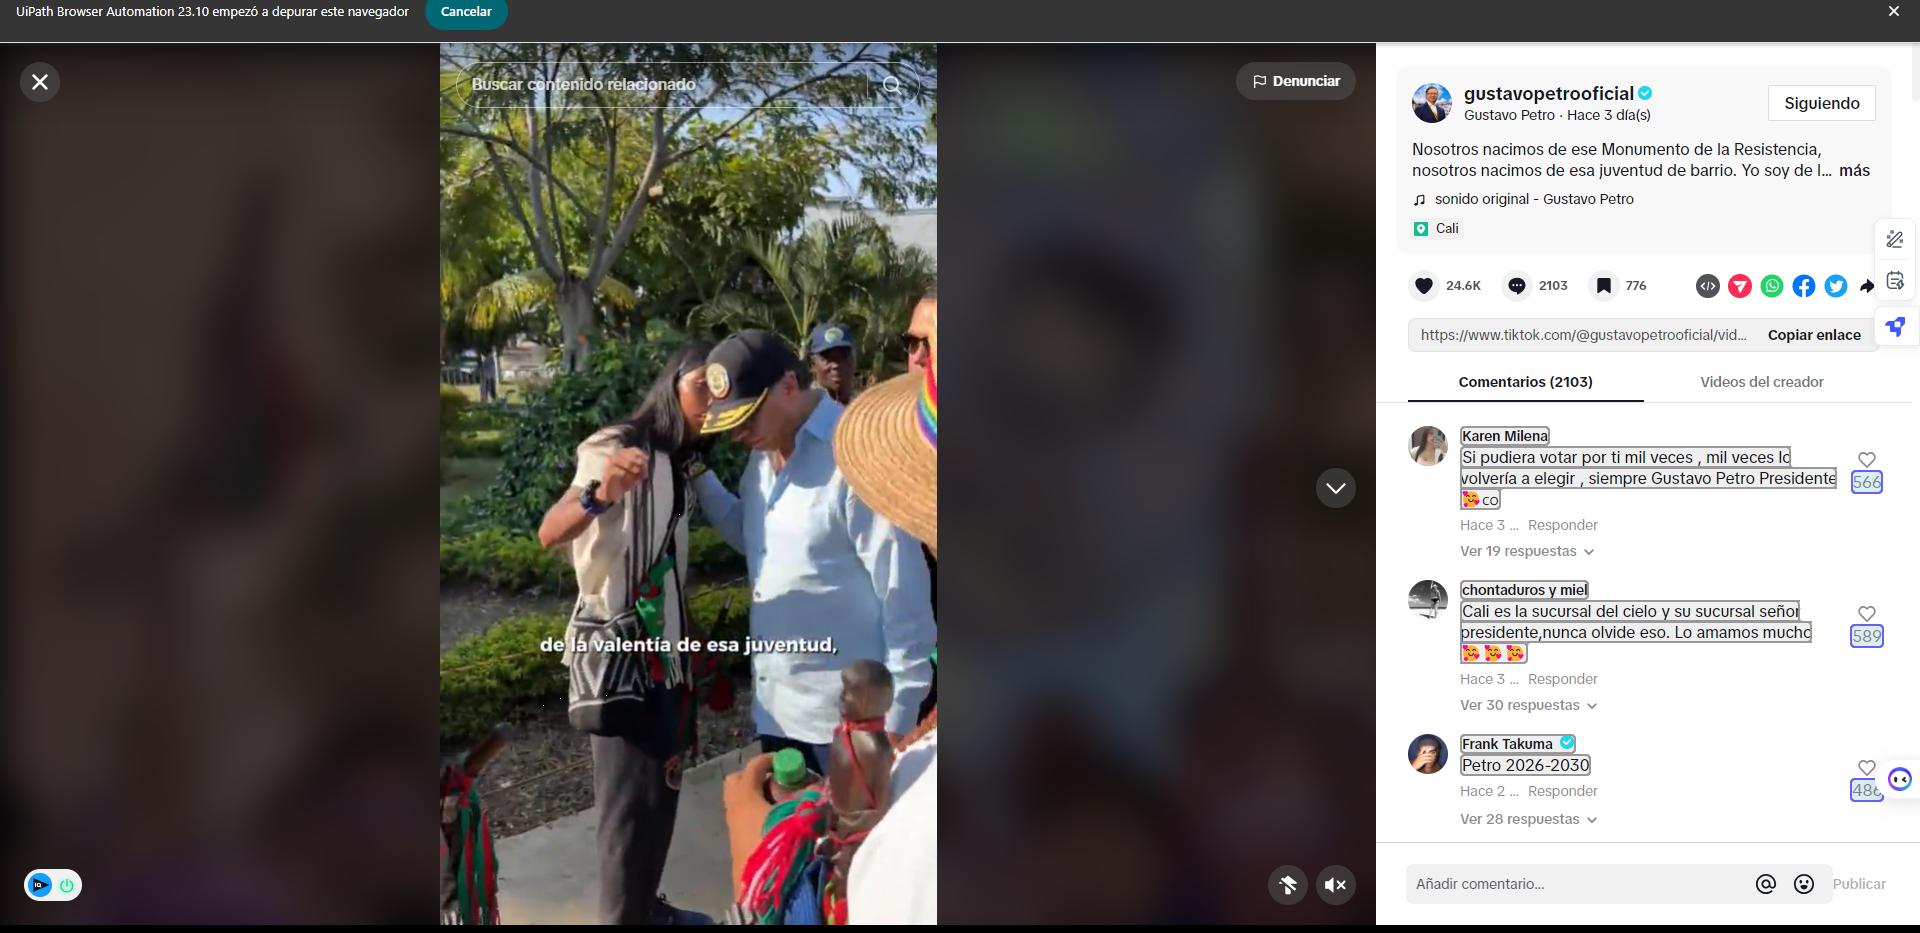 UiPath Browser Automation 23.10 empezó a depurar este navegador
Cancelar
Buscar contenido relacionado
Denunciar
de la valentía de esa juventud,
gustavopetrooficial
Gustavo Petro · Hace 3 día(s)
Siguiendo
Nosotros nacimos de ese Monumento de la Resistencia,
nosotros nacimos de esa juventud de barrio. Yo soy de l... más
sonido original - Gustavo Petro
Cali
24.6K
2103
776
https://www.tiktok.com/@gustavopetrooficial/vid...
Copiar enlace
Comentarios (2103)
Videos del creador
Karen Milena
Si pudiera votar por ti mil veces , mil veces lo
volvería a elegir , siempre Gustavo Petro Presidente
🥰 co
566
Hace 3 ... Responder
Ver 19 respuestas
chontaduros y miel
Cali es la sucursal del cielo y su sucursal señor
presidente,nunca olvide eso. Lo amamos mucho
🥰 🥰 🥰
589
Hace 3 ... Responder
Ver 30 respuestas
Frank Takuma
Petro 2026-2030
486
Hace 2 ... Responder
Ver 28 respuestas
Añadir comentario...
Publicar